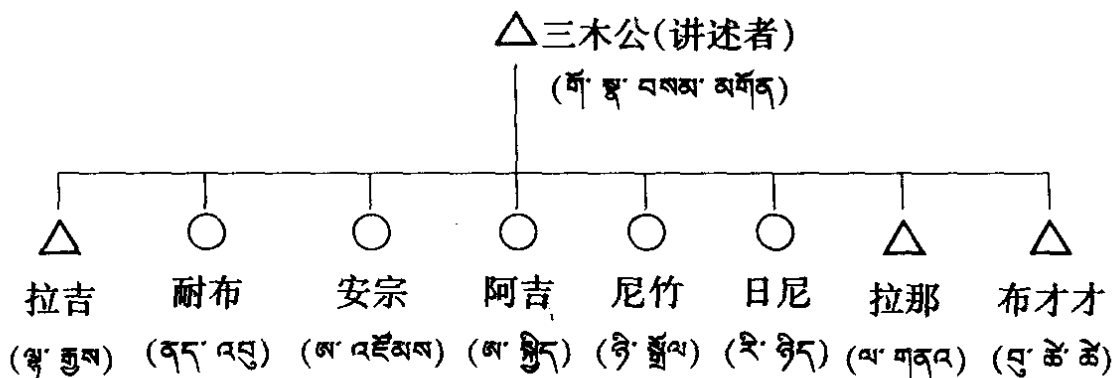 三木公(讲述者)
(གོ་ སྣ་ བསམ་ མགོན)
拉吉 耐布 安宗 阿吉 尼竹 日尼 拉那 布才才
(ལྷ་ རྒྱས) (ནད་ འབུ) (ཨ་ འཛོམས) (ཨ་ སྐྱིད) (ཉི་ སྒྲོལ) (རི་ ཉིད) (ལ་ གནའ) (བུ་ ཚེ་ ཚེ)